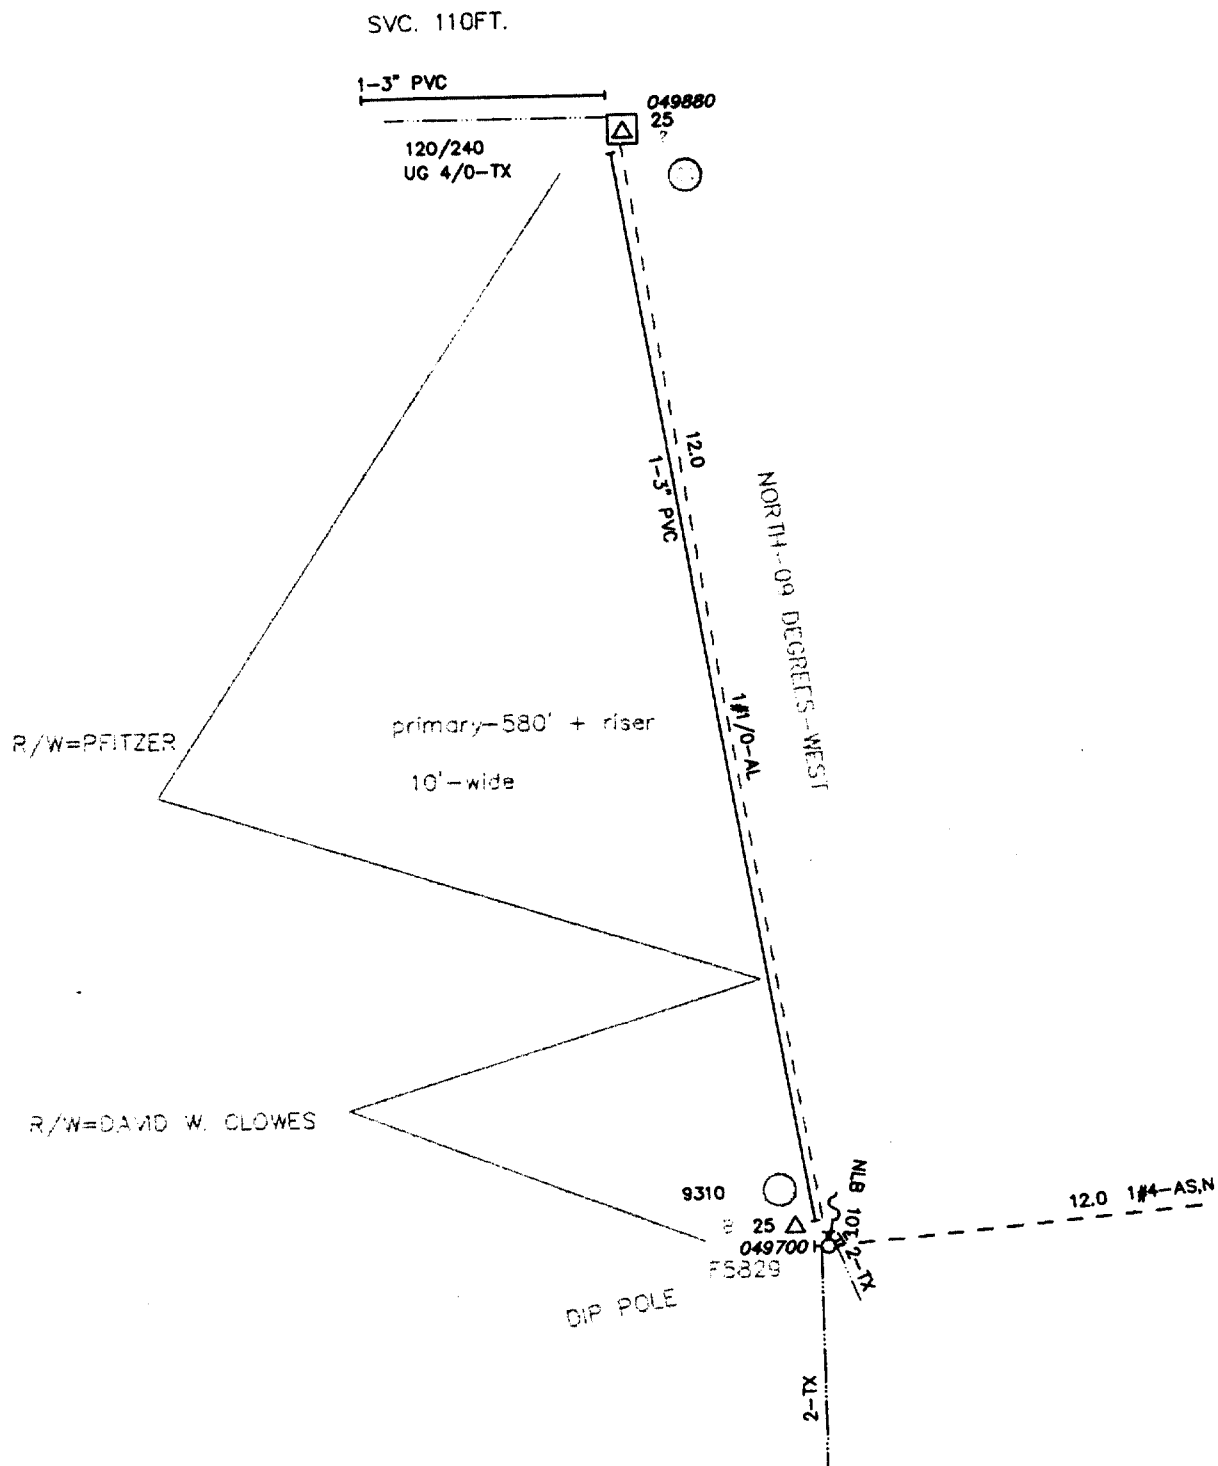 SVC. 110FT.
1-3" PVC
049880
25
?
120/240
UG 4/0-TX
12.0
1-3" PVC
NORTH-09 DEGREES-WEST
1#1/0-AL
R/W=PFITZER
primary-580' + riser
10'-wide
R/W=DAVID W. CLOWES
9310
25
049700
F5829
DIP POLE
NLB 10T
2-TX
12.0 1#4-AS,N
2-TX